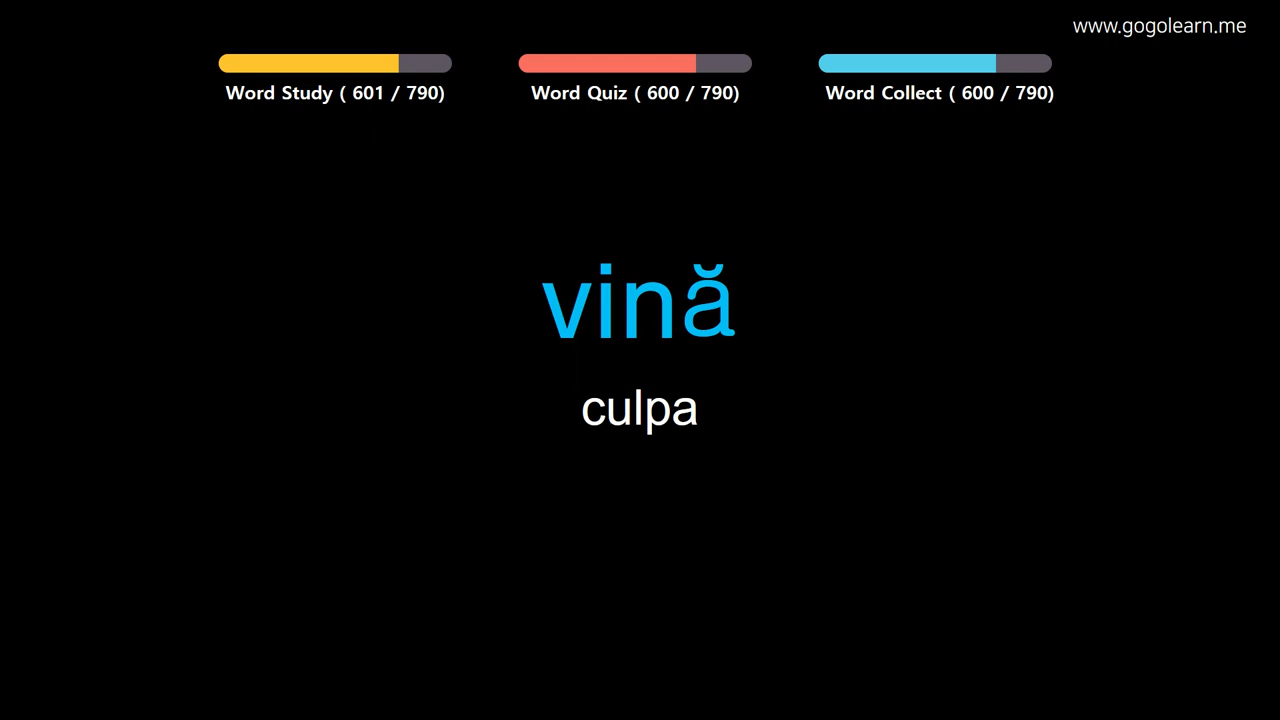 www.gogolearn.me
Word Study ( 601 / 790)
Word Quiz ( 600 / 790)
Word Collect ( 600 / 790)
vină
culpa